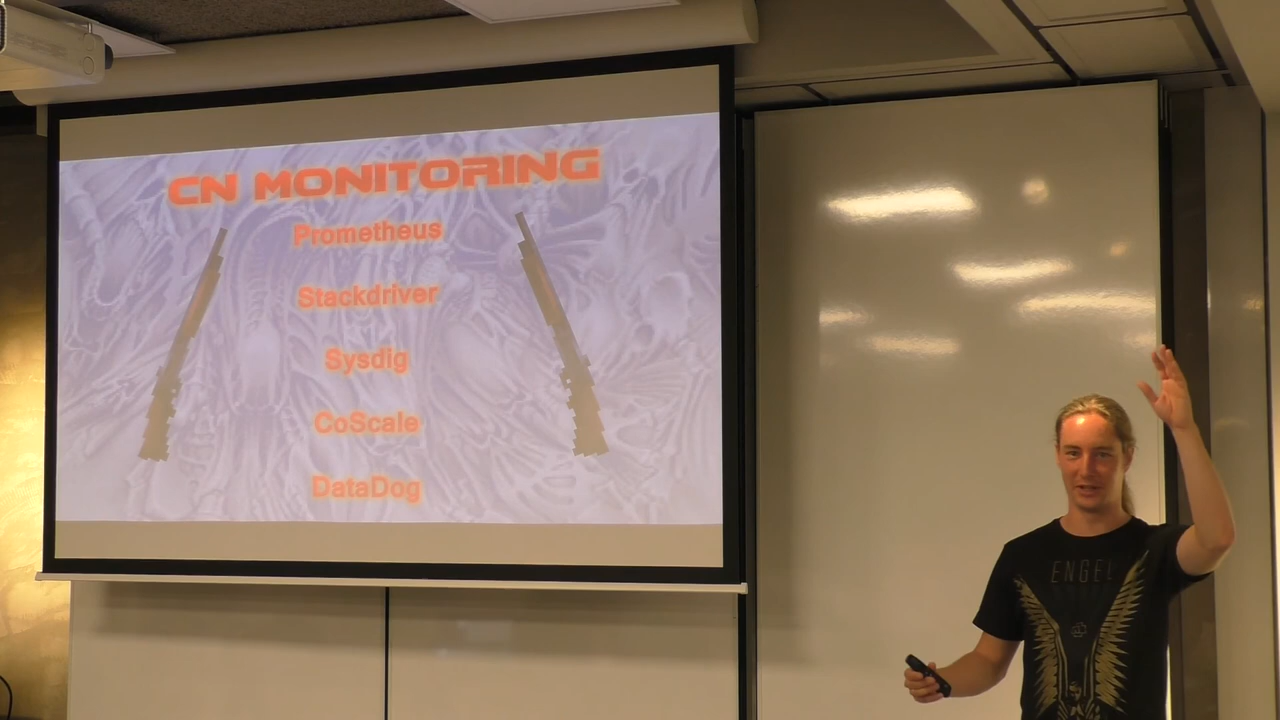 CN MONITORING
Prometheus
Stackdriver
Sysdig
CoScale
DataDog
ENGEL